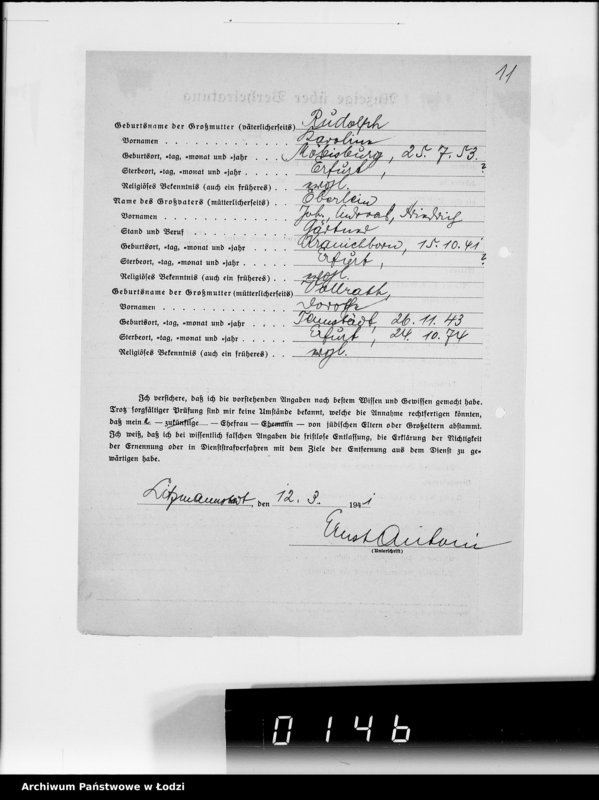 11
Geburtsname der Großmutter (väterlicherseits) Rudolph
Vornamen Karoline
Geburtsort, -tag, -monat und -jahr Möbisburg, 25. 7. 53.
Sterbeort, -tag, -monat und -jahr Erfurt, ?
Religiöses Bekenntnis (auch ein früheres) evgl.
Name des Großvaters (mütterlicherseits) Eberlein
Vornamen Joh. Andreas, Hindrig
Stand und Beruf
Geburtsort, -tag, -monat und -jahr Kranichborn, 15. 10. 41
Sterbeort, -tag, -monat und -jahr Erfurt, ?
Religiöses Bekenntnis (auch ein früheres) evgl.
Geburtsname der Großmutter (mütterlicherseits) Vollrath,
Vornamen Doroth
Geburtsort, -tag, -monat und -jahr 26. 11. 43
Sterbeort, -tag, -monat und -jahr Erfurt, 24. 10. 74
Religiöses Bekenntnis (auch ein früheres) evgl.
Ich versichere, daß ich die vorstehenden Angaben nach bestem Wissen und Gewissen gemacht habe.
Trotz sorgfältiger Prüfung sind mir keine Umstände bekannt, welche die Annahme rechtfertigen könnten,
daß mein e — zukünftige — Ehefrau — Ehemann — von jüdischen Eltern oder Großeltern abstammt.
Ich weiß, daß ich bei wissentlich falschen Angaben die fristlose Entlassung, die Erklärung der Nichtigkeit
der Ernennung oder ein Dienststrafverfahren mit dem Ziele der Entfernung aus dem Dienst zu ge-
wärtigen habe.
Litzmannstadt, den 12. 3. 1941
Ernst Antoni
(Unterschrift)
0146
Archiwum Państwowe w Łodzi